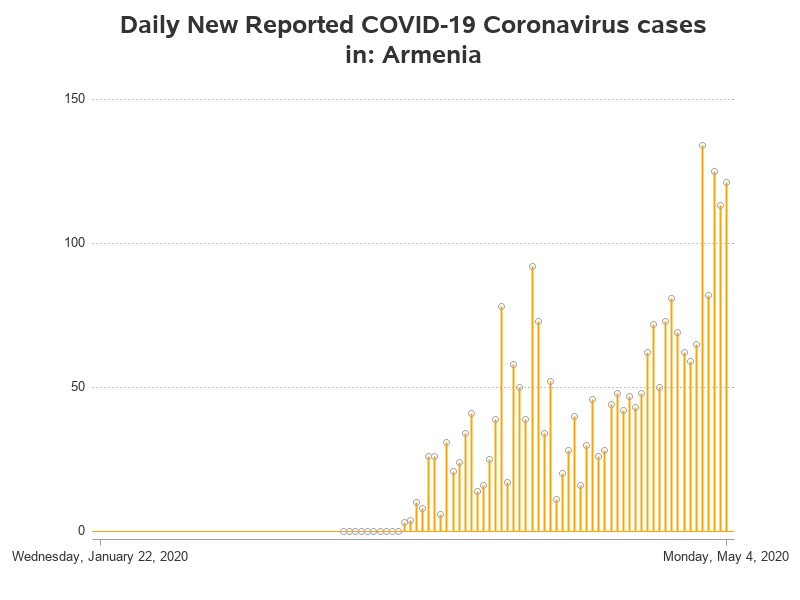 Daily New Reported COVID-19 Coronavirus cases
in: Armenia
150
100
50
0
Wednesday, January 22, 2020
Monday, May 4, 2020